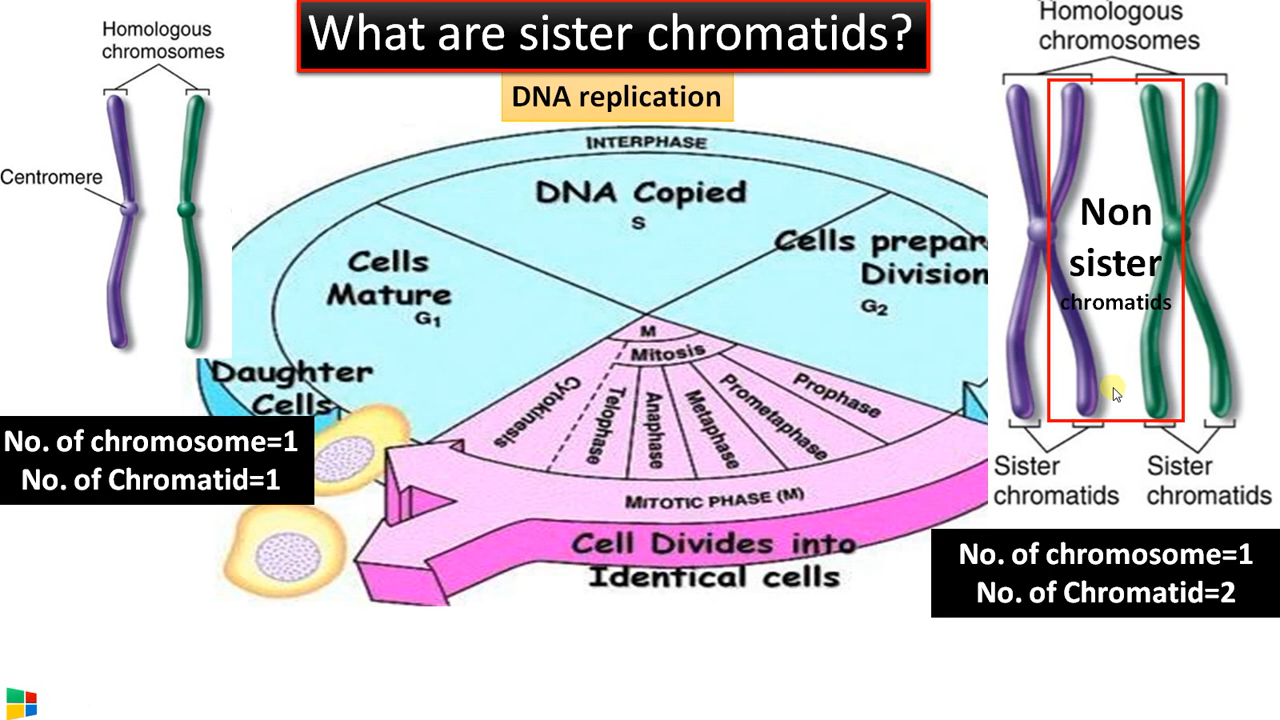 What are sister chromatids?
DNA replication
Homologous
chromosomes
Centromere
No. of chromosome=1
No. of Chromatid=1
INTERPHASE
DNA Copied
S
Cells
Mature
G1
Cells prepar
Division
G2
Daughter
Cells
M
Mitosis
Cytokinesis
Telophase
Anaphase
Metaphase
Prometaphase
Prophase
MITOTIC PHASE (M)
Cell Divides into
Identical cells
Homologous
chromosomes
Non
sister
chromatids
Sister
chromatids
Sister
chromatids
No. of chromosome=1
No. of Chromatid=2